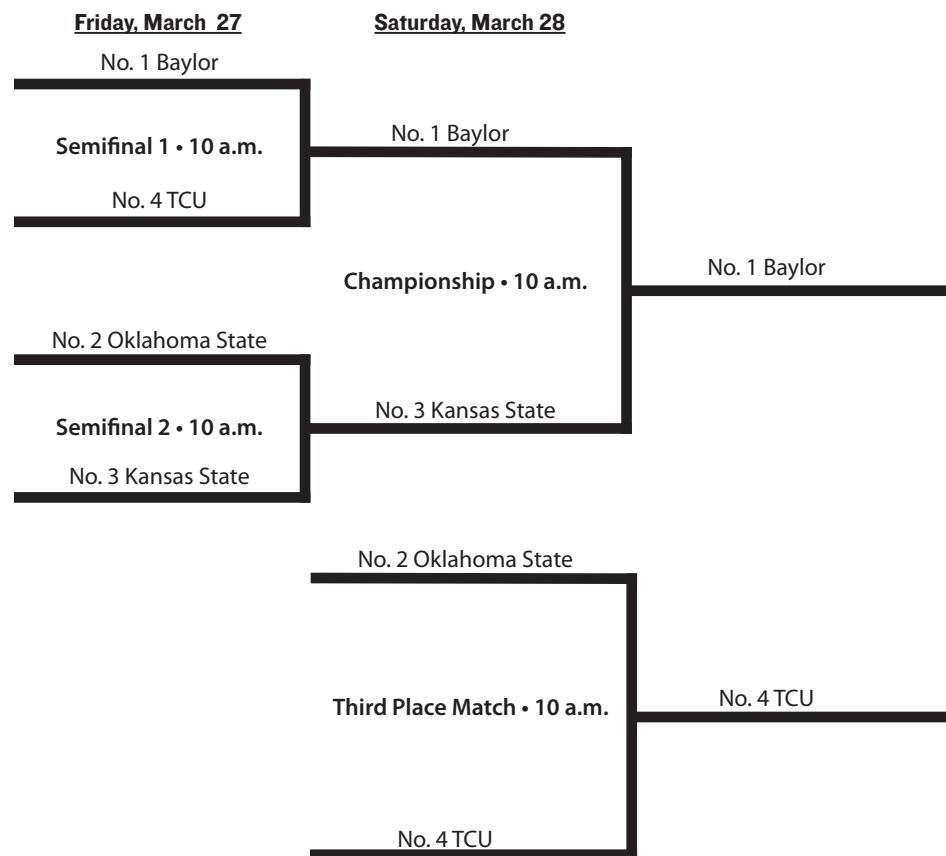 Friday, March 27
Saturday, March 28
No. 1 Baylor
Semifinal 1 • 10 a.m.
No. 4 TCU
No. 1 Baylor
Championship • 10 a.m.
No. 1 Baylor
No. 2 Oklahoma State
Semifinal 2 • 10 a.m.
No. 3 Kansas State
No. 3 Kansas State
No. 2 Oklahoma State
Third Place Match • 10 a.m.
No. 4 TCU
No. 4 TCU